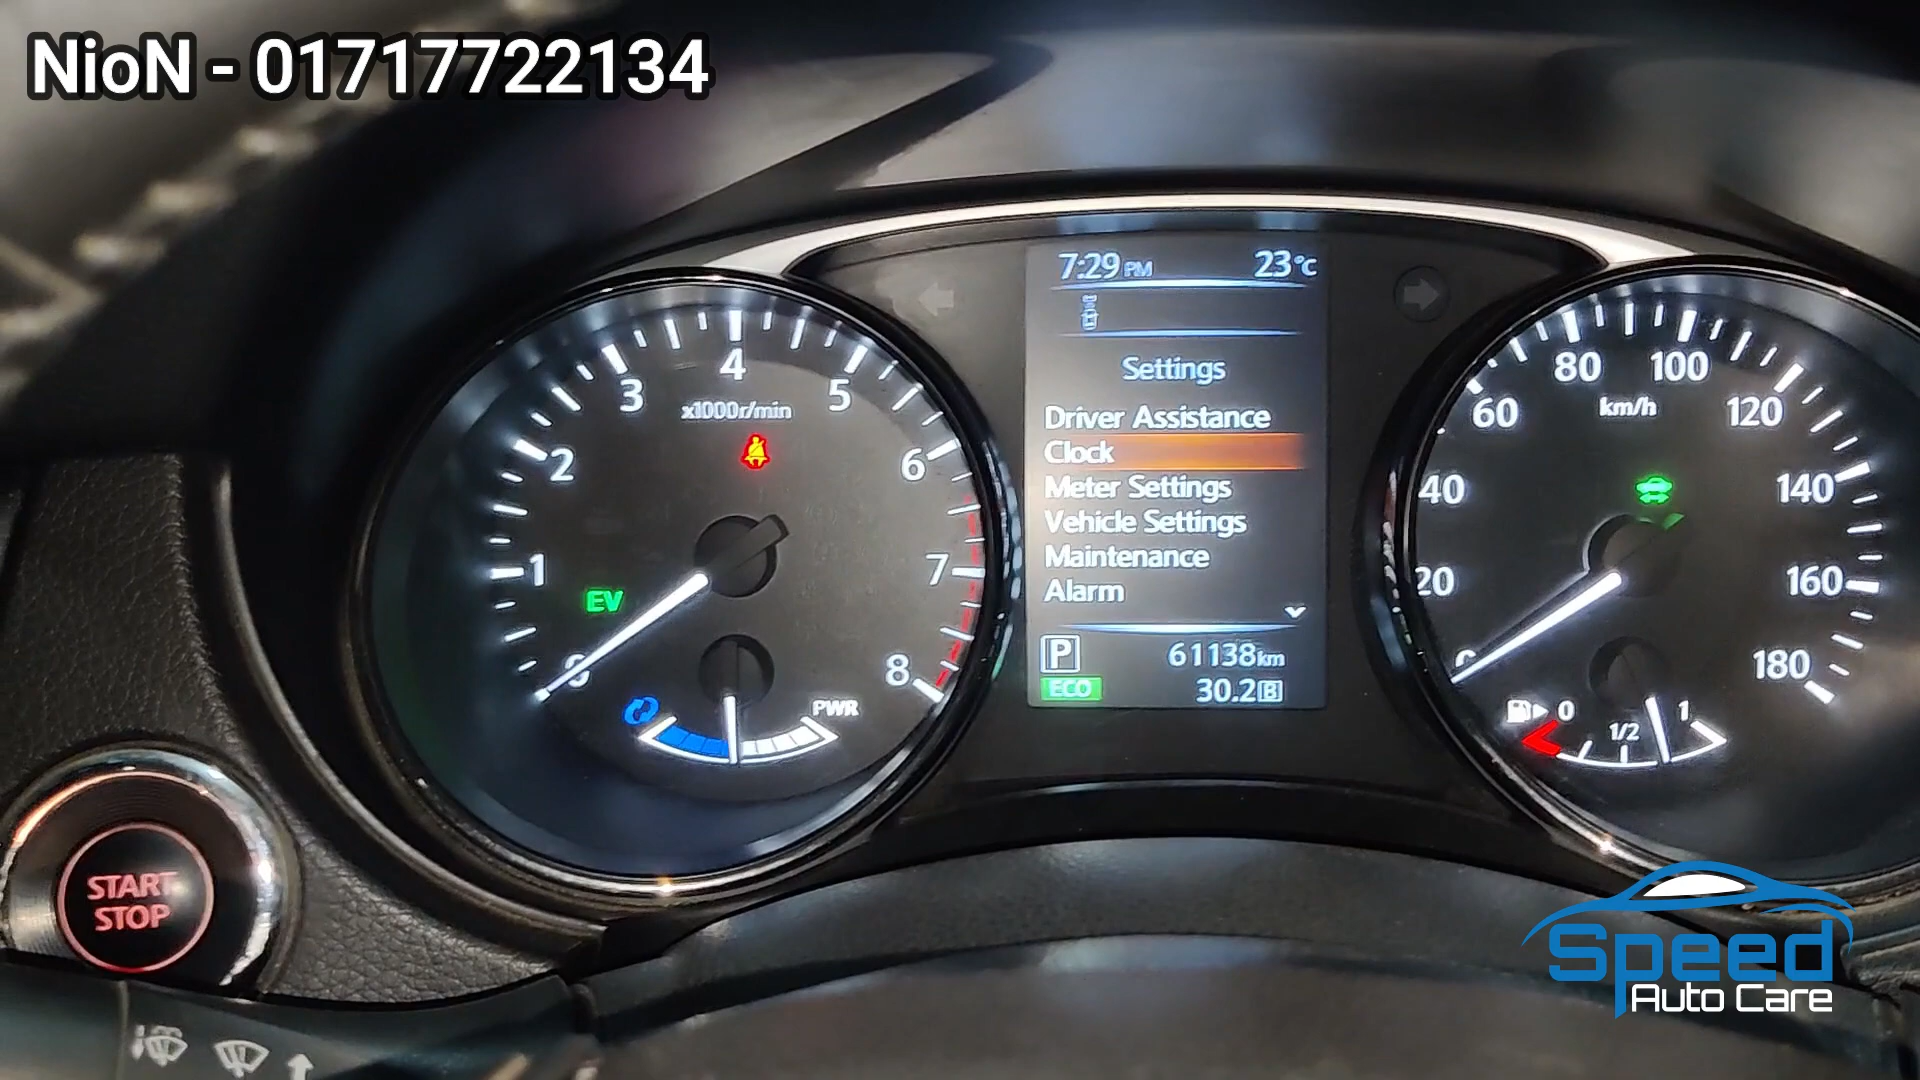 NioN - 01717722134
7:29 PM 23°C
Settings
Driver Assistance
Clock
Meter Settings
Vehicle Settings
Maintenance
Alarm
P 61138km
ECO 30.2[B]
0 1 2 3 4 5 6 7 8
x1000r/min
EV
PWR
0 20 40 60 80 100 120 140 160 180
km/h
0 1/2 1
START
STOP
Speed
Auto Care